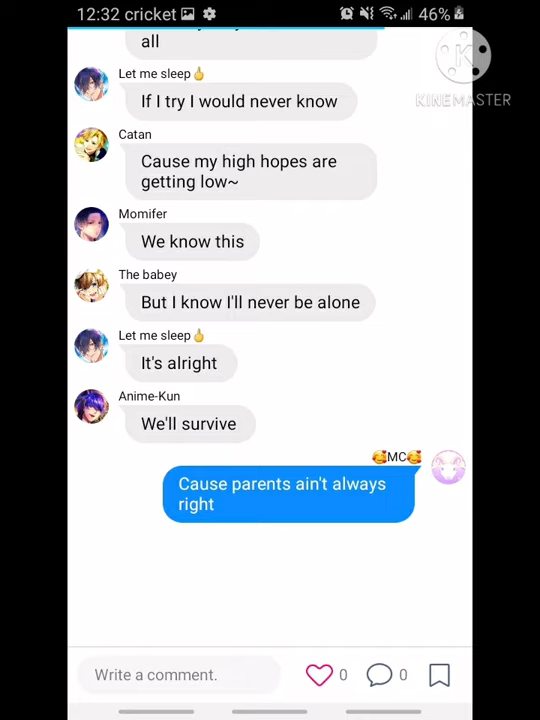 12:32 cricket 46%
all
KINEMASTER
Let me sleep🖕
If I try I would never know
Catan
Cause my high hopes are
getting low~
Momifer
We know this
The babey
But I know I'll never be alone
Let me sleep🖕
It's alright
Anime-Kun
We'll survive
🥰MC🥰
Cause parents ain't always
right
Write a comment. 0 0